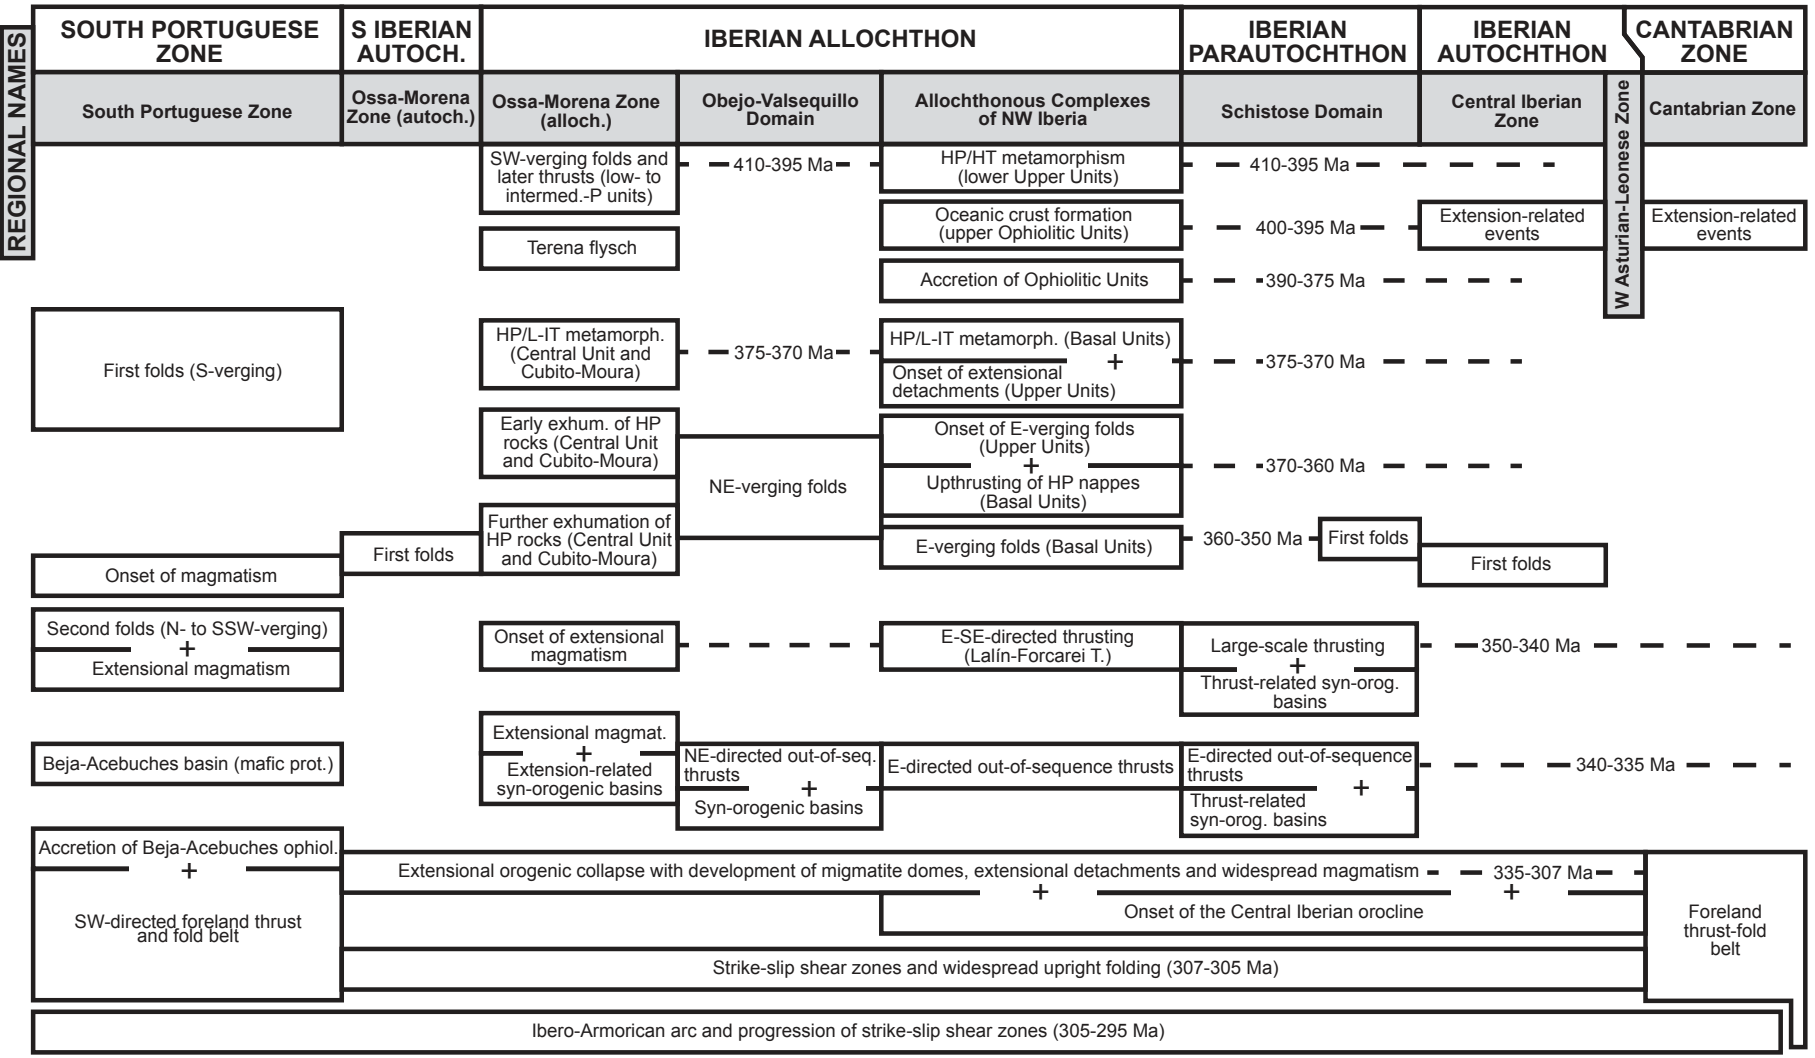 REGIONAL NAMES
SOUTH PORTUGUESE
ZONE
S IBERIAN
AUTOCH.
IBERIAN ALLOCHTHON
IBERIAN
PARAUTOCHTHON
IBERIAN
AUTOCHTHON
CANTABRIAN
ZONE
South Portuguese Zone
Ossa-Morena
Zone (autoch.)
Ossa-Morena Zone
(alloch.)
Obejo-Valsequillo
Domain
Allochthonous Complexes
of NW Iberia
Schistose Domain
Central Iberian
Zone
W Asturian-Leonese Zone
Cantabrian Zone
SW-verging folds and
later thrusts (low- to
intermed.-P units)
410-395 Ma
HP/HT metamorphism
(lower Upper Units)
410-395 Ma
Oceanic crust formation
(upper Ophiolitic Units)
400-395 Ma
Extension-related
events
Extension-related
events
Terena flysch
Accretion of Ophiolitic Units
390-375 Ma
First folds (S-verging)
HP/L-IT metamorph.
(Central Unit and
Cubito-Moura)
375-370 Ma
HP/L-IT metamorph. (Basal Units)
+
Onset of extensional
detachments (Upper Units)
375-370 Ma
Early exhum. of HP
rocks (Central Unit
and Cubito-Moura)
NE-verging folds
Onset of E-verging folds
(Upper Units)
+
Upthrusting of HP nappes
(Basal Units)
370-360 Ma
Onset of magmatism
First folds
Further exhumation of
HP rocks (Central Unit
and Cubito-Moura)
E-verging folds (Basal Units)
360-350 Ma
First folds
First folds
Second folds (N- to SSW-verging)
+
Extensional magmatism
Onset of extensional
magmatism
E-SE-directed thrusting
(Lalín-Forcarei T.)
Large-scale thrusting
+
Thrust-related syn-orog.
basins
350-340 Ma
Beja-Acebuches basin (mafic prot.)
Extensional magmat.
+
Extension-related
syn-orogenic basins
NE-directed out-of-seq.
thrusts
+
Syn-orogenic basins
E-directed out-of-sequence thrusts
E-directed out-of-sequence
thrusts
+
Thrust-related
syn-orog. basins
340-335 Ma
Accretion of Beja-Acebuches ophiol.
+
SW-directed foreland thrust
and fold belt
Extensional orogenic collapse with development of migmatite domes, extensional detachments and widespread magmatism
335-307 Ma
+
+
Onset of the Central Iberian orocline
Foreland
thrust-fold
belt
Strike-slip shear zones and widespread upright folding (307-305 Ma)
Ibero-Armorican arc and progression of strike-slip shear zones (305-295 Ma)